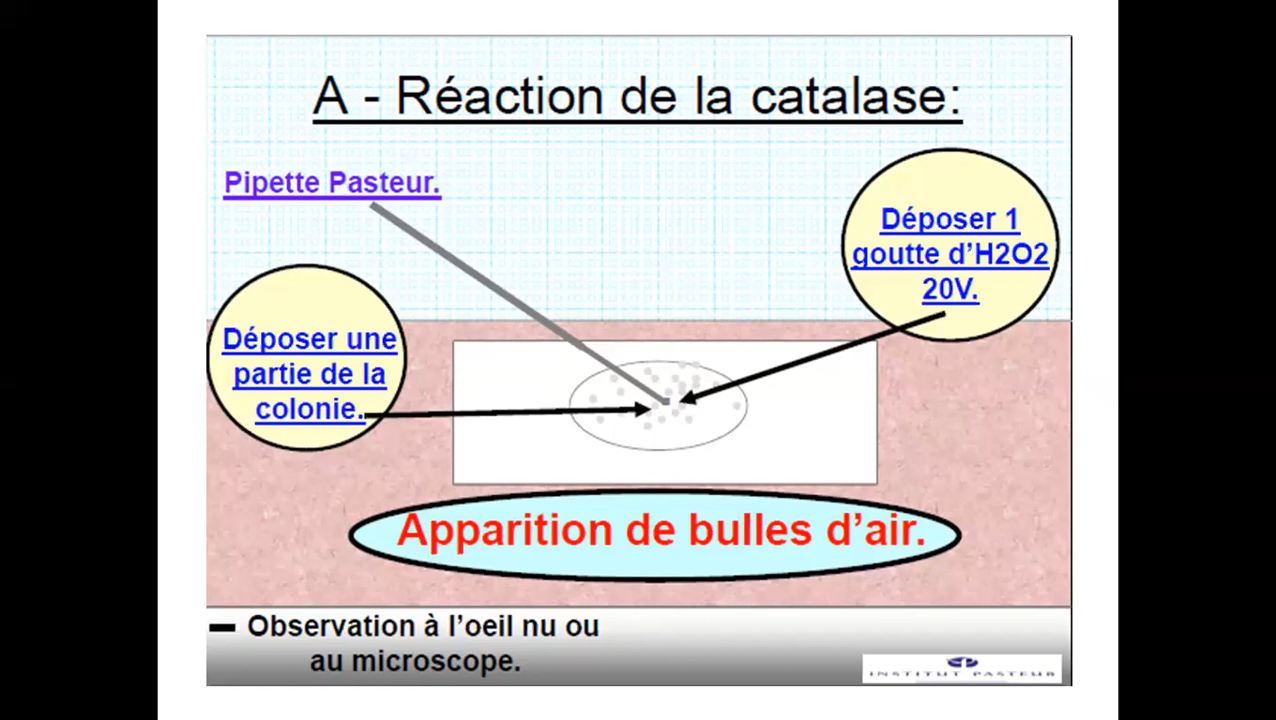 A - Réaction de la catalase:
Pipette Pasteur.
Déposer 1
goutte d'H2O2
20V.
Déposer une
partie de la
colonie.
Apparition de bulles d'air.
Observation à l'oeil nu ou
au microscope.
INSTITUT PASTEUR